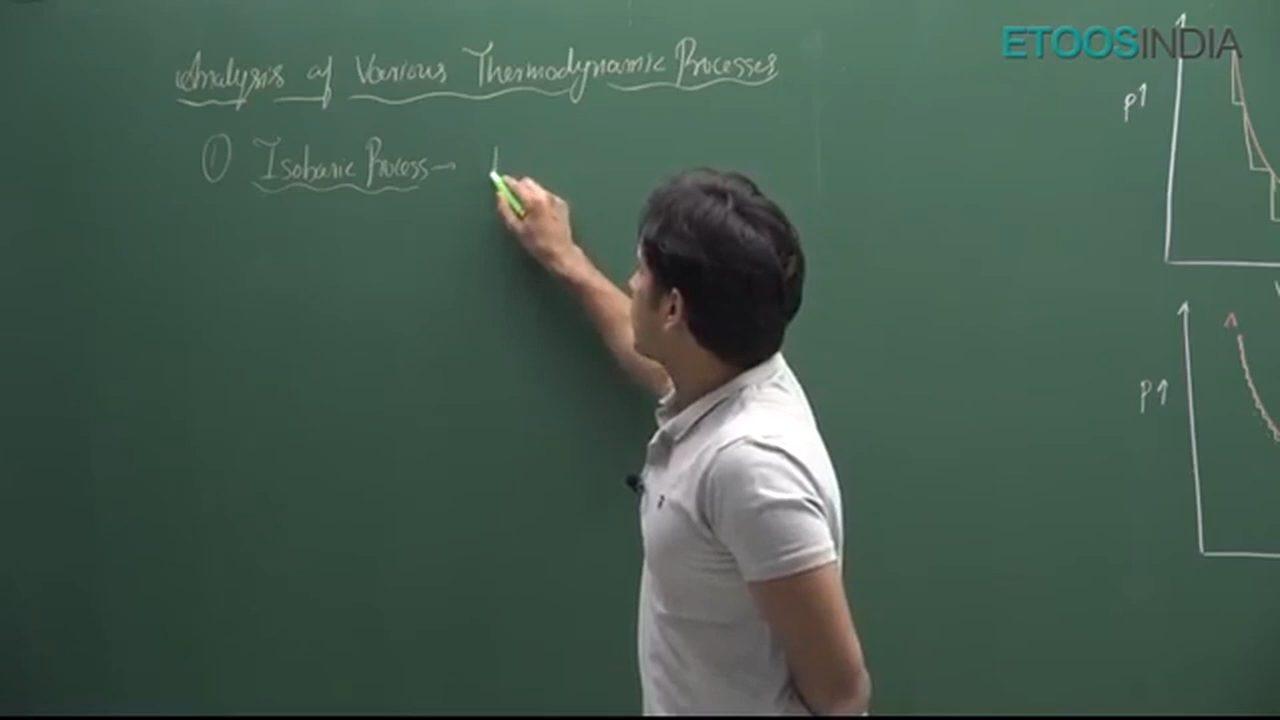 ETOOSINDIA
Analysis of Various Thermodynamic Processes
① Isobaric Process →
P↑
P↑